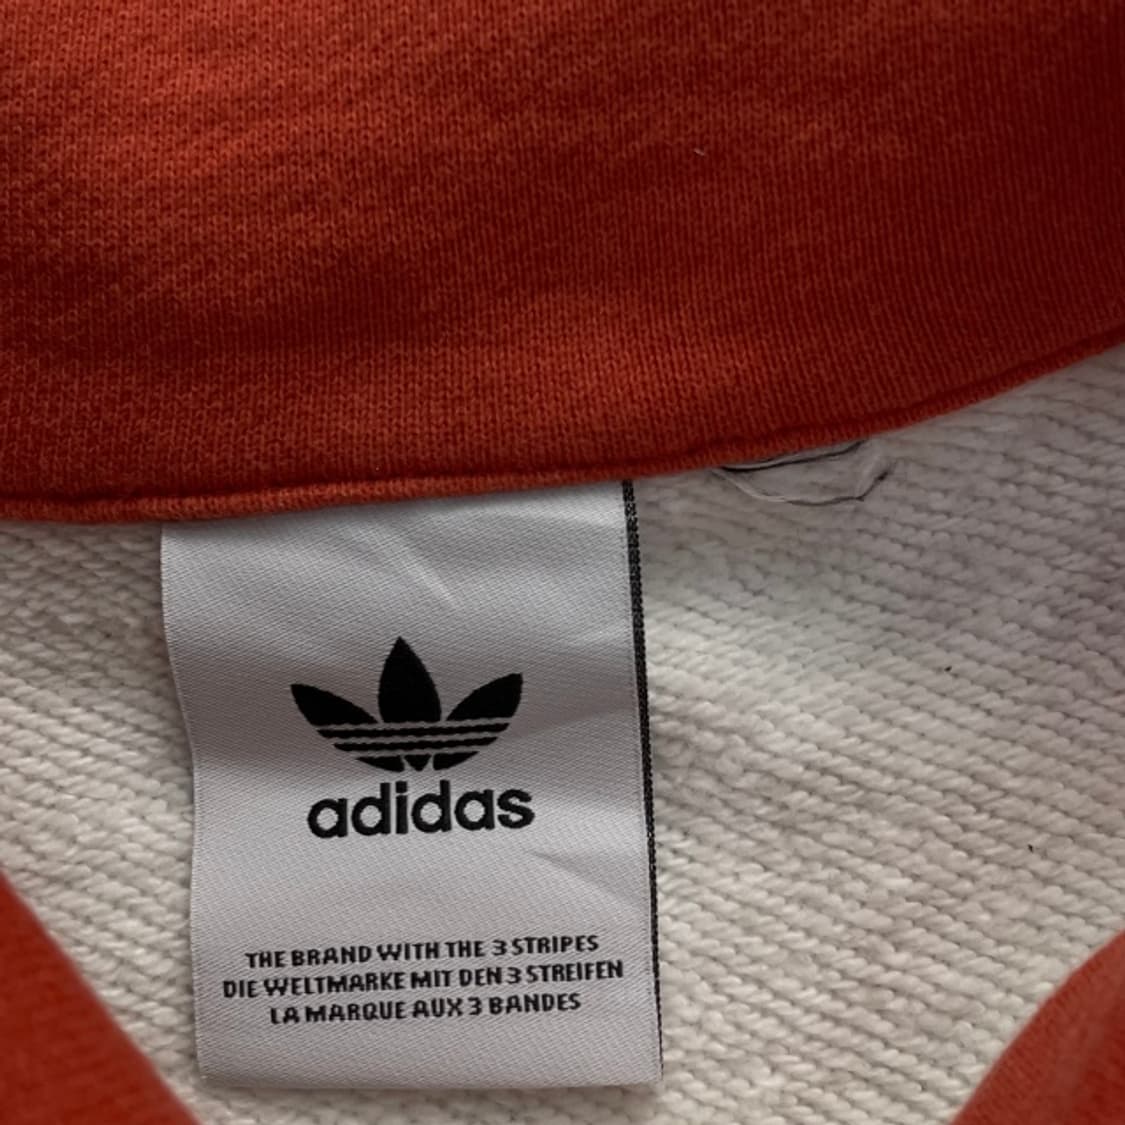 adidas
THE BRAND WITH THE 3 STRIPES
DIE WELTMARKE MIT DEN 3 STREIFEN
LA MARQUE AUX 3 BANDES